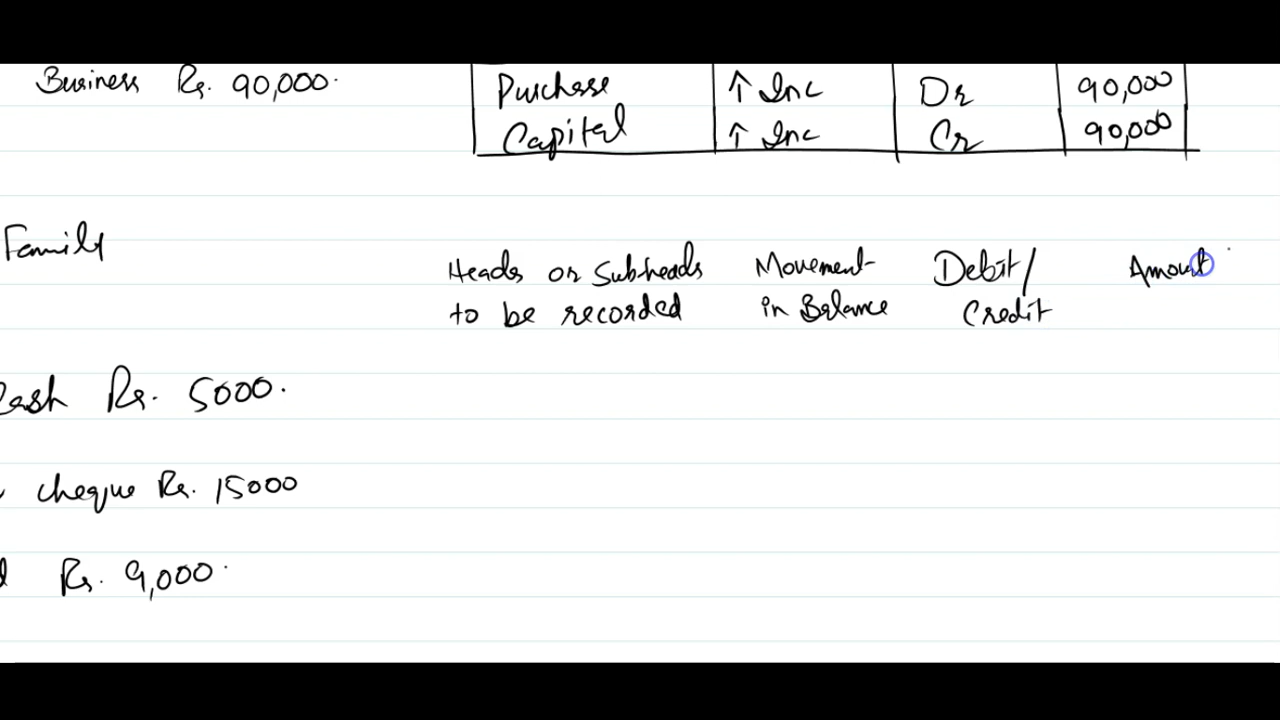 Business Rs. 90,000.
Purchase ↑ Inc Dr 90,000
Capital ↑ Inc Cr 90,000
Family
Heads or Subheads Movement Debit/ Amount
to be recorded in Balance Credit
Cash Rs. 5000.
cheque Rs. 15000
Rs. 9,000.